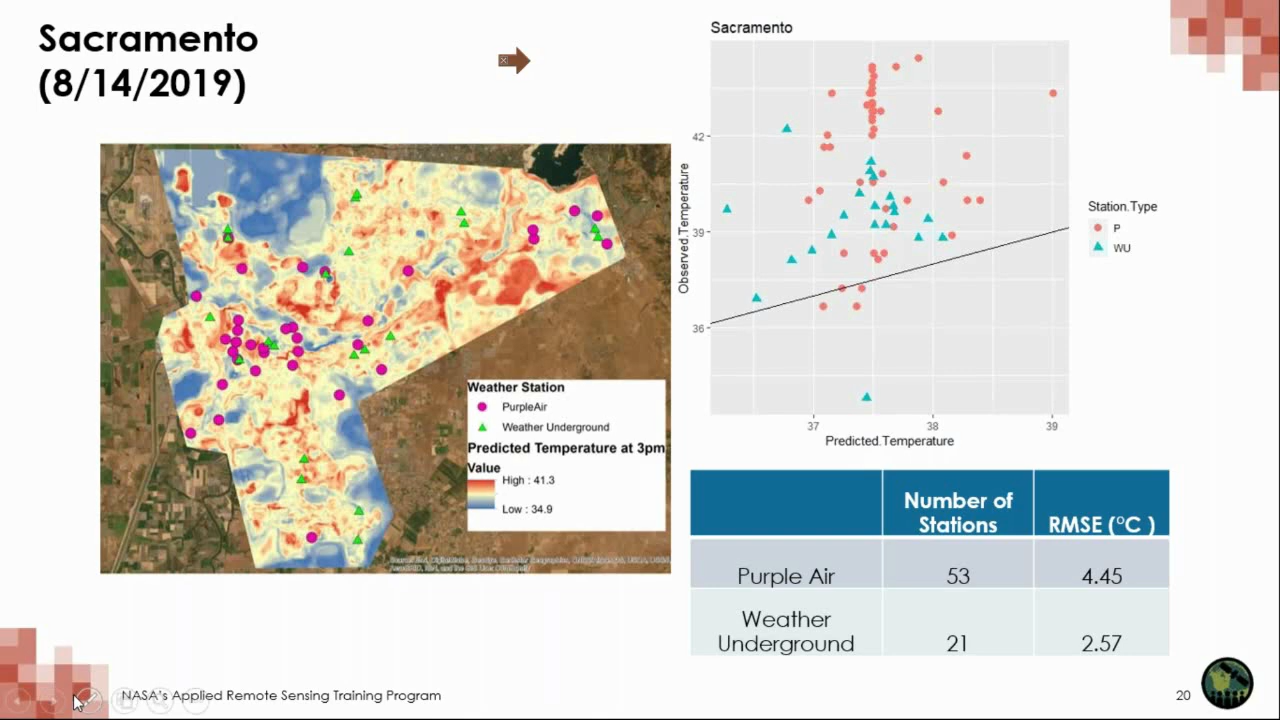 Sacramento
(8/14/2019)
Sacramento
Observed.Temperature
42
39
36
37
38
39
Predicted.Temperature
Station.Type
P
WU
Weather Station
PurpleAir
Weather Underground
Predicted Temperature at 3pm
Value
High : 41.3
Low : 34.9
Number of
Stations
RMSE (°C )
Purple Air
53
4.45
Weather
Underground
21
2.57
NASA's Applied Remote Sensing Training Program
20